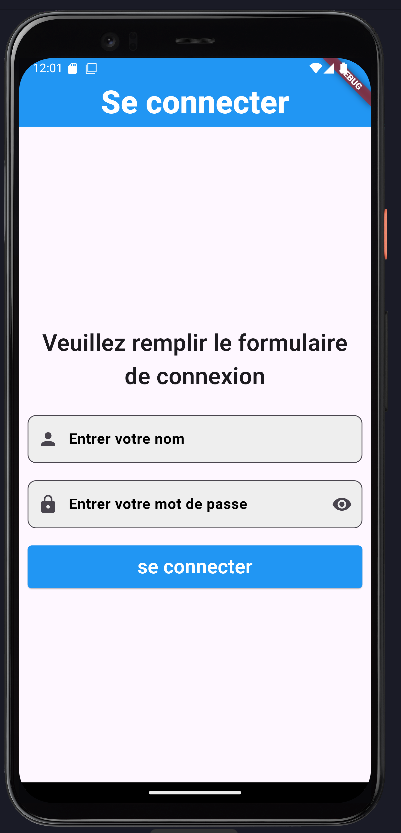 12:01
DEBUG
Se connecter
Veuillez remplir le formulaire
de connexion
Entrer votre nom
Entrer votre mot de passe
se connecter